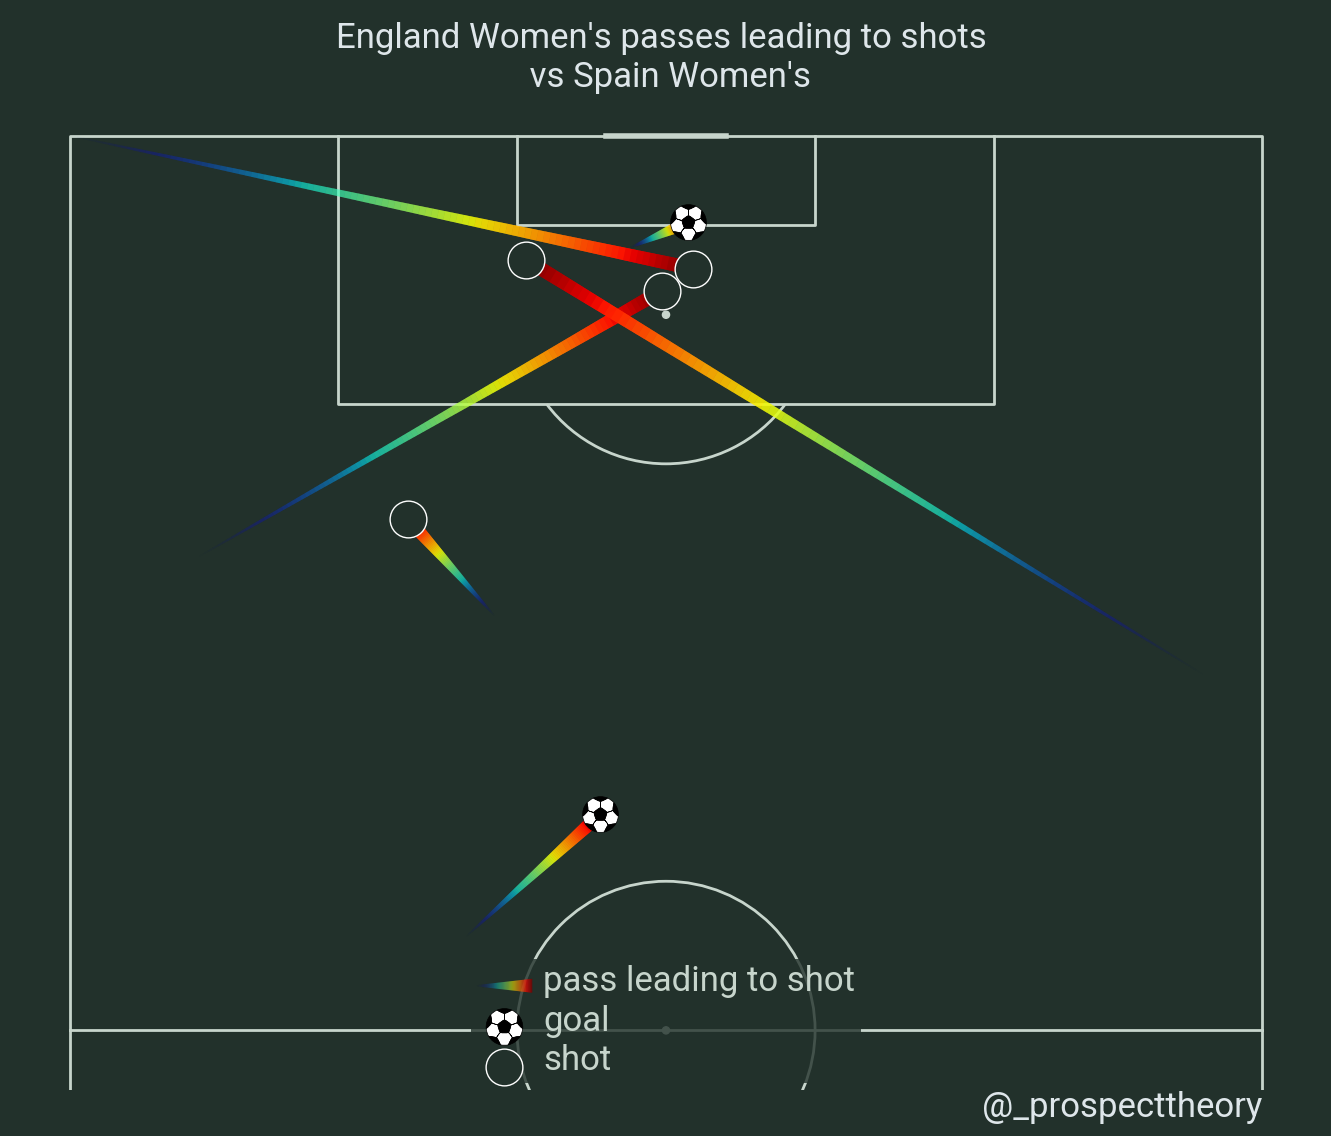 England Women's passes leading to shots
vs Spain Women's
pass leading to shot
goal
shot
@_prospecttheory